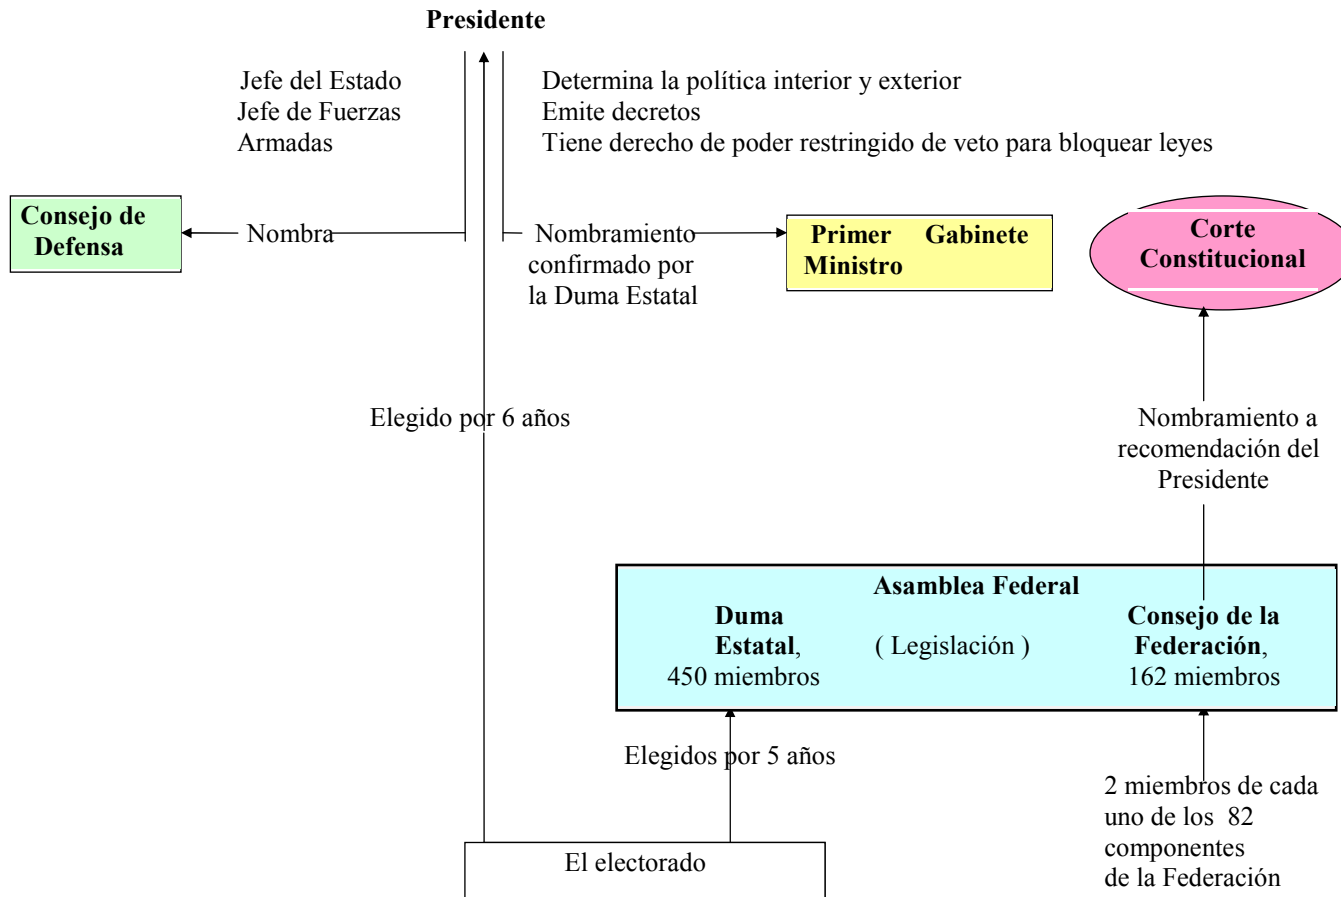 Presidente
Jefe del Estado
Jefe de Fuerzas
Armadas
Determina la política interior y exterior
Emite decretos
Tiene derecho de poder restringido de veto para bloquear leyes
Consejo de
Defensa
Nombra
Nombramiento
confirmado por
la Duma Estatal
Primer Gabinete
Ministro
Corte
Constitucional
Elegido por 6 años
Nombramiento a
recomendación del
Presidente
Asamblea Federal
Duma
Estatal,
450 miembros
( Legislación )
Consejo de la
Federación,
162 miembros
Elegidos por 5 años
2 miembros de cada
uno de los 82
componentes
de la Federación
El electorado